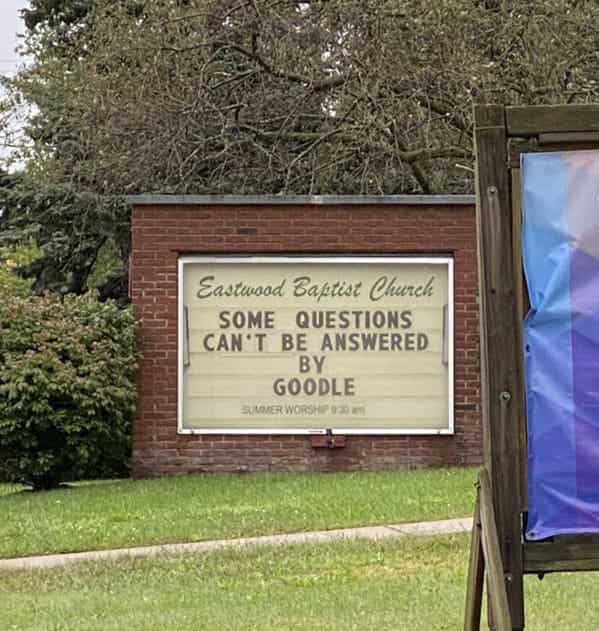 Eastwood Baptist Church
SOME QUESTIONS
CAN'T BE ANSWERED
BY
GOODLE
SUMMER WORSHIP 9:30 am